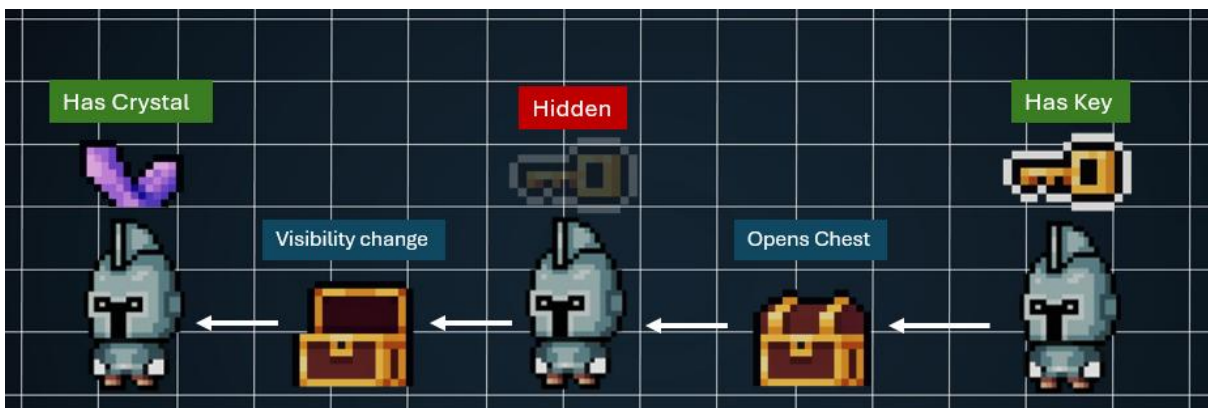 Has Crystal
Hidden
Has Key
Visibility change
Opens Chest